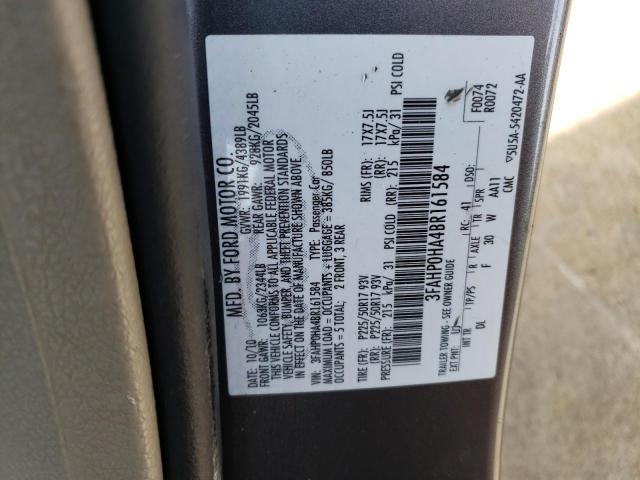 MFD. BY FORD MOTOR CO.
DATE: 10/10 GVWR: 1991KG/4389LB
FRONT GAWR: 1063KG/2344LB REAR GAWR: 928KG/2045LB
THIS VEHICLE CONFORMS TO ALL APPLICABLE FEDERAL MOTOR
VEHICLE SAFETY, BUMPER, AND THEFT PREVENTION STANDARDS
IN EFFECT ON THE DATE OF MANUFACTURE SHOWN ABOVE.
VIN: 3FAHP0HA4BR161584 TYPE: Passenger Car
MAXIMUM LOAD = OCCUPANTS + LUGGAGE = 385KG/ 850LB
OCCUPANTS = 5 TOTAL: 2 FRONT, 3 REAR
TIRE (FR): P225/50R17 93V RIMS (FR): 17X7.5J
(RR): P225/50R17 93V (RR): 17X7.5J
PRESSURE (FR): 215 kPa/ 31 PSI COLD (RR): 215 kPa/ 31 PSI COLD
3FAHP0HA4BR161584
F0074
R0072
TRAILER TOWING - SEE OWNER GUIDE
EXT PNT: UJ RC: 41 DSO:
TP/PS R AXLE TR SPR
DL F 30 W AA11
CMC
5U5A-5420472-AA